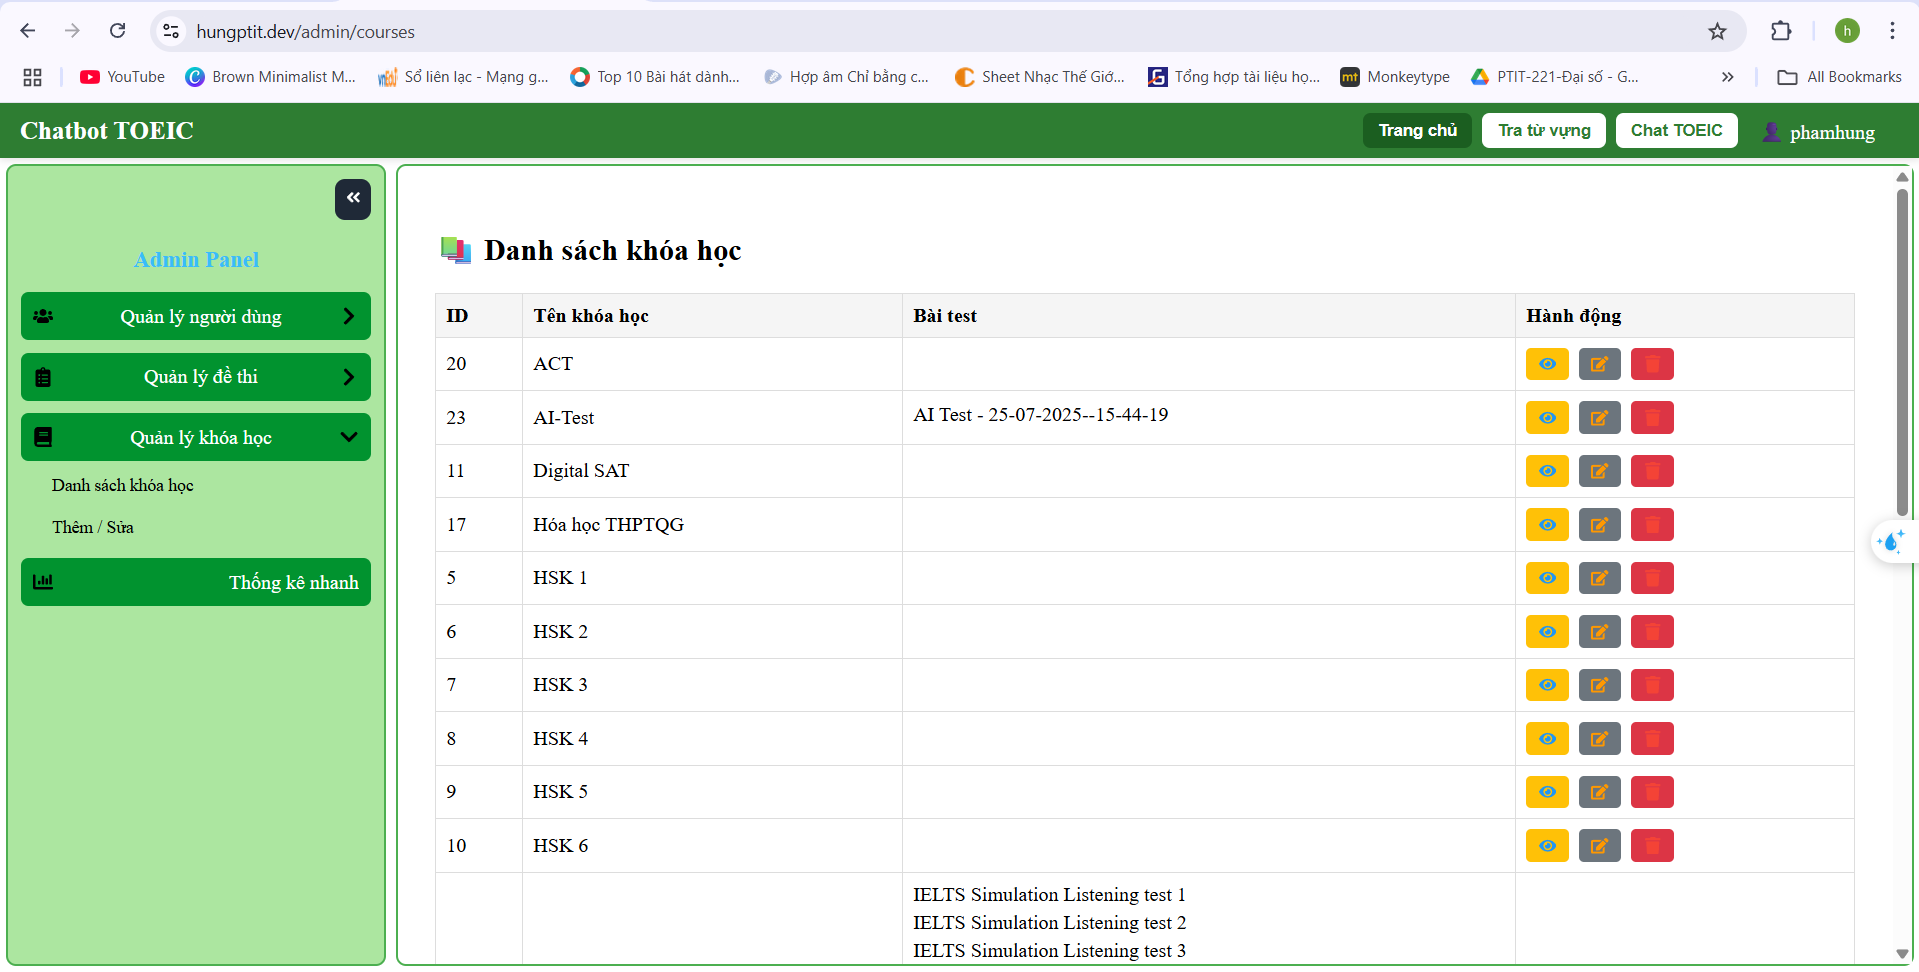 hungptit.dev/admin/courses
h
YouTube
Brown Minimalist M...
Sổ liên lạc - Mạng g...
Top 10 Bài hát dành...
Hợp âm Chỉ bằng c...
Sheet Nhạc Thế Giớ...
Tổng hợp tài liệu họ...
mt
Monkeytype
PTIT-221-Đại số - G...
All Bookmarks
Chatbot TOEIC
Trang chủ
Tra từ vựng
Chat TOEIC
phamhung
Admin Panel
Quản lý người dùng
Quản lý đề thi
Quản lý khóa học
Danh sách khóa học
Thêm / Sửa
Thống kê nhanh
Danh sách khóa học
ID Tên khóa học Bài test Hành động
20 ACT
23 AI-Test AI Test - 25-07-2025--15-44-19
11 Digital SAT
17 Hóa học THPTQG
5 HSK 1
6 HSK 2
7 HSK 3
8 HSK 4
9 HSK 5
10 HSK 6
IELTS Simulation Listening test 1
IELTS Simulation Listening test 2
IELTS Simulation Listening test 3